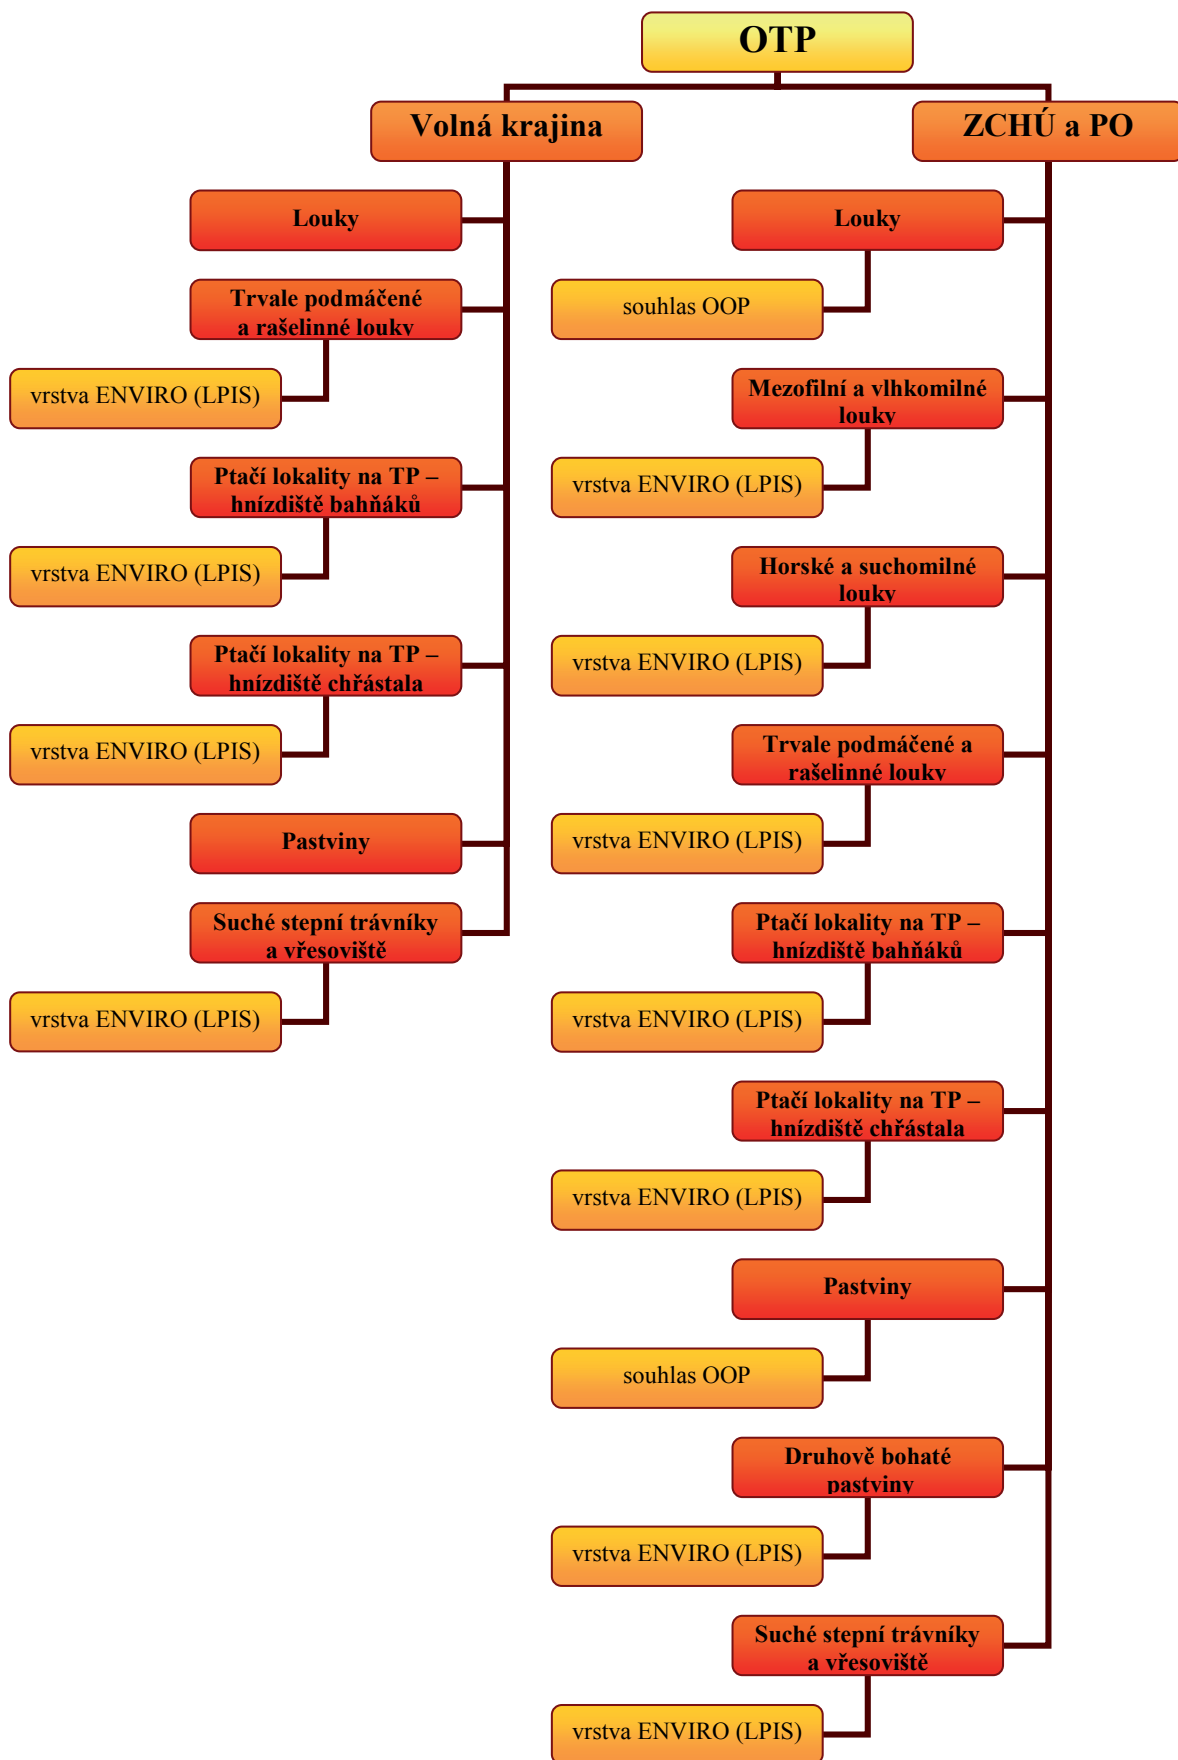 OTP
Volná krajina
Louky
Trvale podmáčené
a rašelinné louky
vrstva ENVIRO (LPIS)
Ptačí lokality na TP –
hnízdiště bahňáků
vrstva ENVIRO (LPIS)
Ptačí lokality na TP –
hnízdiště chřástala
vrstva ENVIRO (LPIS)
Pastviny
Suché stepní trávníky
a vřesoviště
vrstva ENVIRO (LPIS)
ZCHÚ a PO
Louky
souhlas OOP
Mezofilní a vlhkomilné
louky
vrstva ENVIRO (LPIS)
Horské a suchomilné
louky
vrstva ENVIRO (LPIS)
Trvale podmáčené a
rašelinné louky
vrstva ENVIRO (LPIS)
Ptačí lokality na TP –
hnízdiště bahňáků
vrstva ENVIRO (LPIS)
Ptačí lokality na TP –
hnízdiště chřástala
vrstva ENVIRO (LPIS)
Pastviny
souhlas OOP
Druhově bohaté
pastviny
vrstva ENVIRO (LPIS)
Suché stepní trávníky
a vřesoviště
vrstva ENVIRO (LPIS)